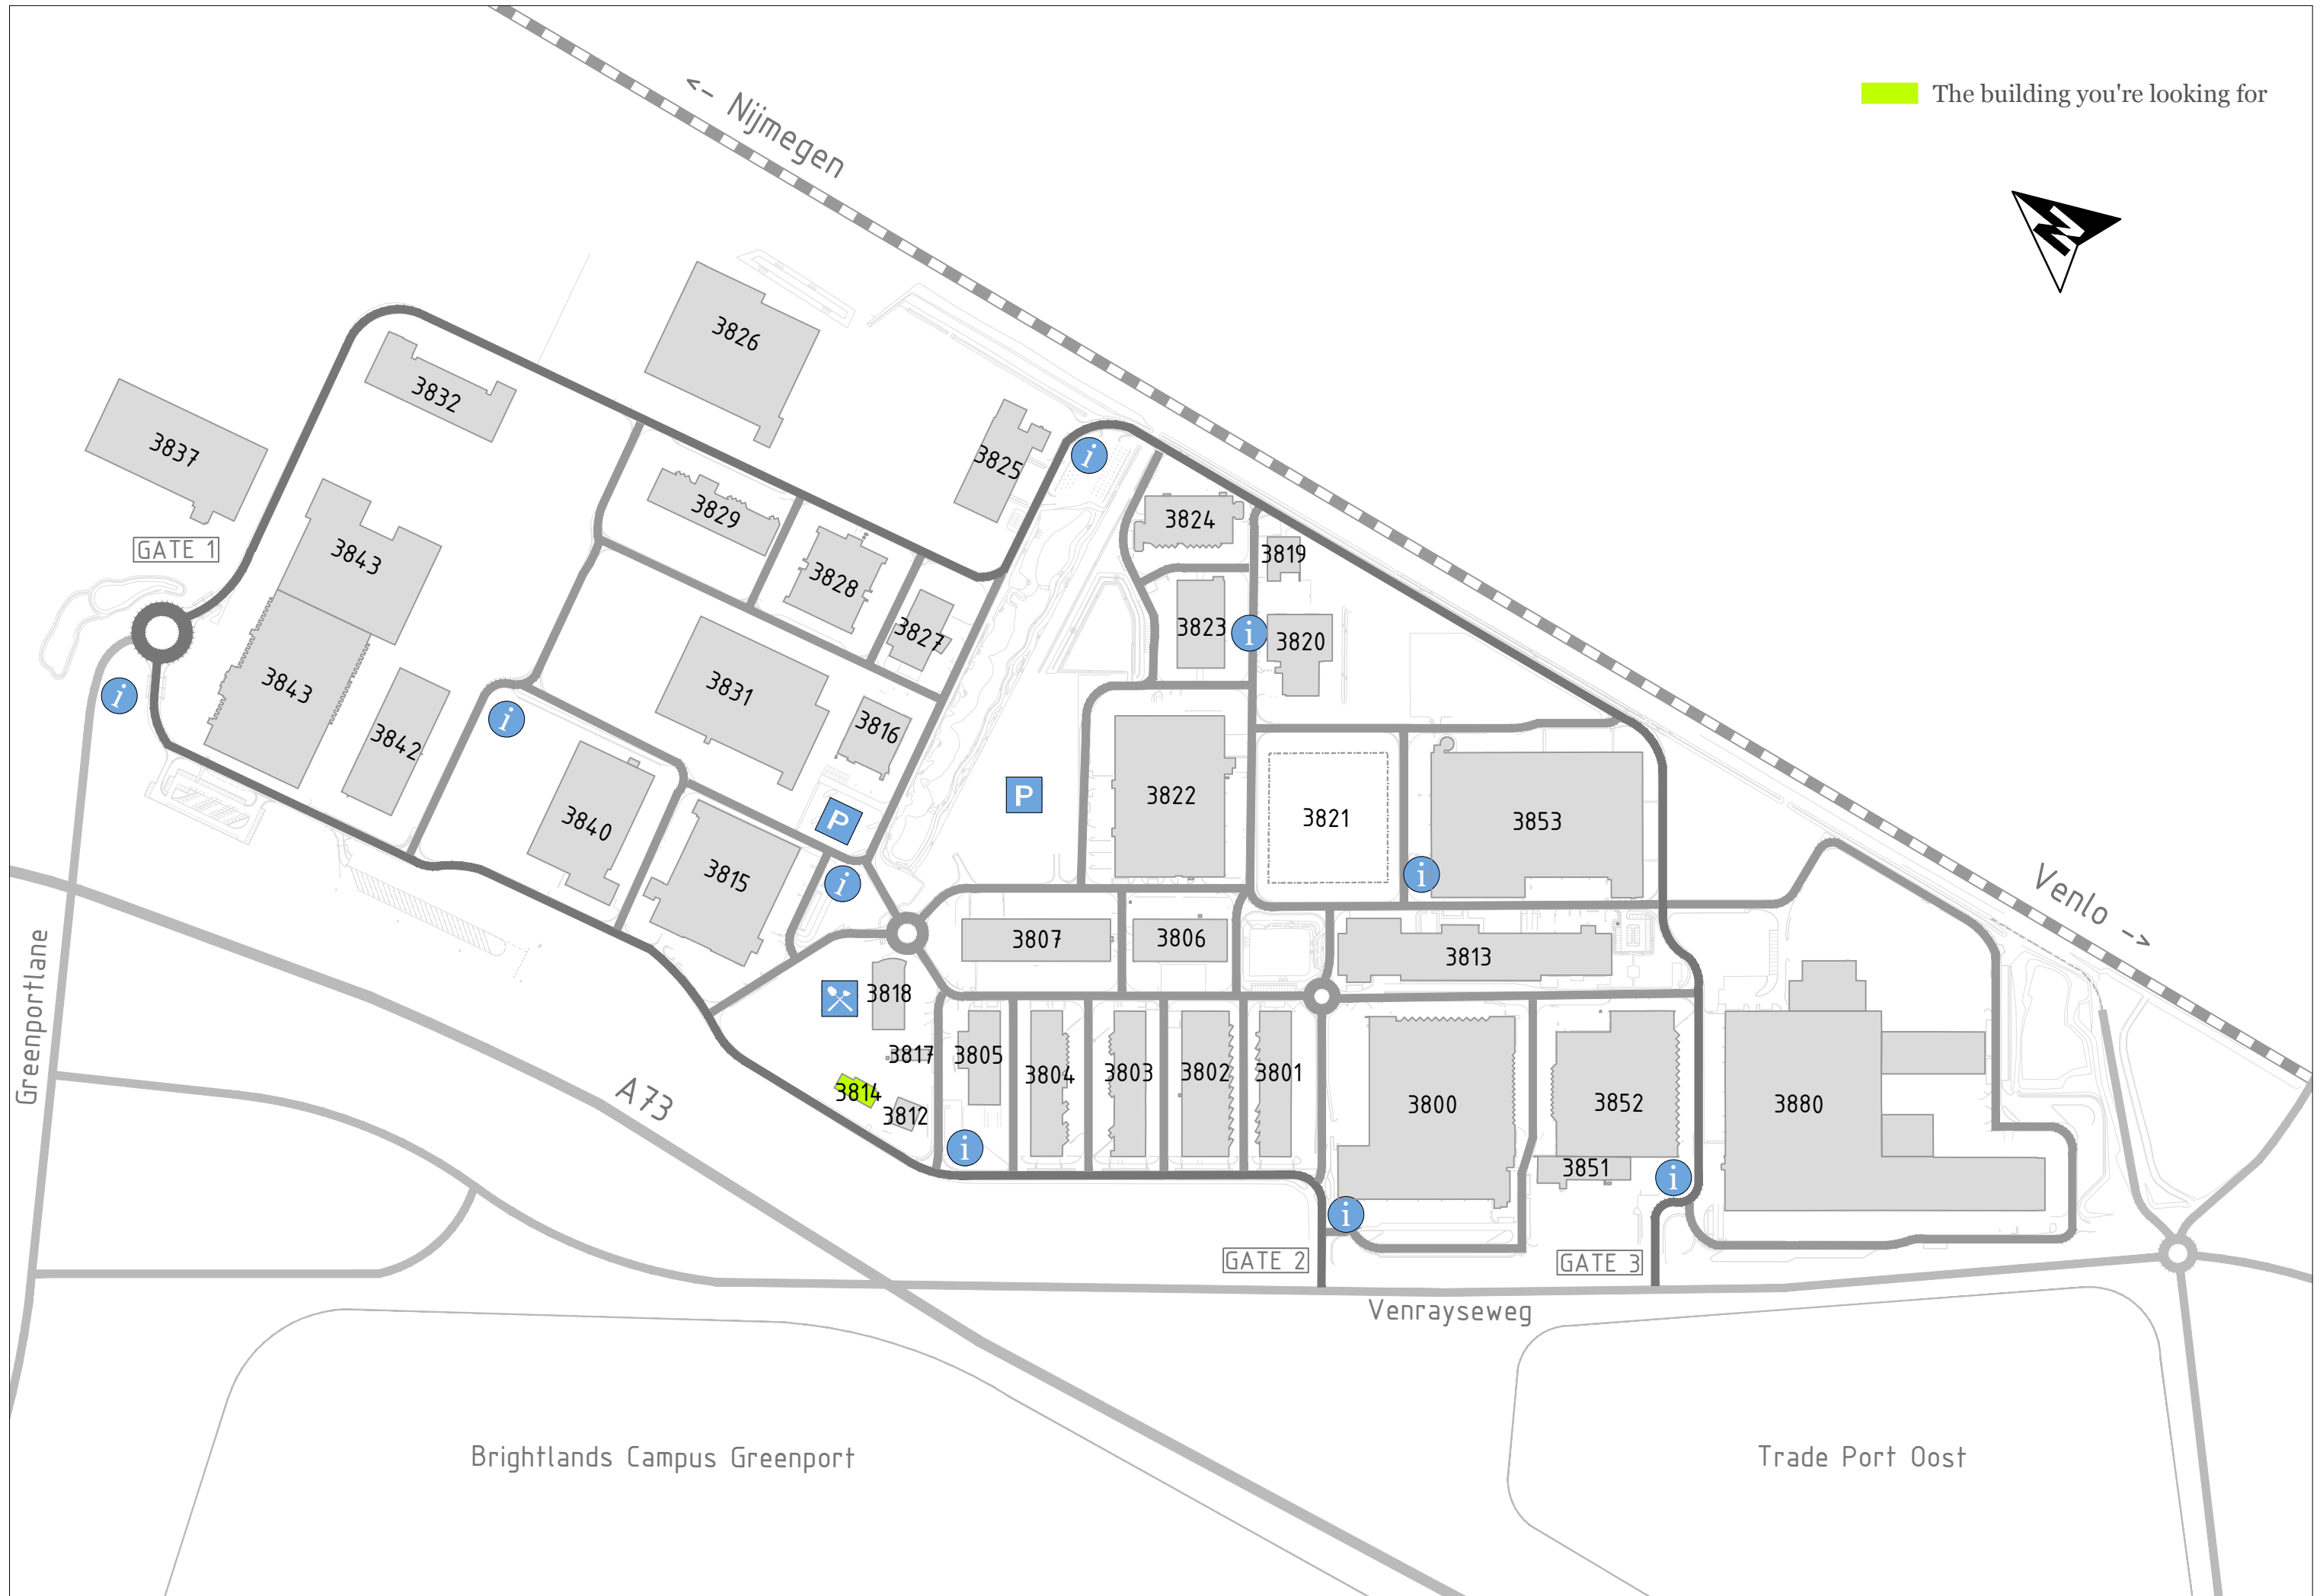 The building you're looking for
<- Nijmegen
N
3826
3832
3837
3825
3829
3824
GATE 1
3843
3819
3828
3827
3823
3820
i
i
3831
3843
i
i
3816
3842
3822
P
3821
3853
P
3840
3815
i
i
Venlo ->
3807
3806
3813
Greenportlane
3818
3817
3805
3804
3803
3802
3801
3800
3852
3880
A73
3814
3812
i
3851
i
i
GATE 2
GATE 3
Venrayseweg
Brightlands Campus Greenport
Trade Port Oost